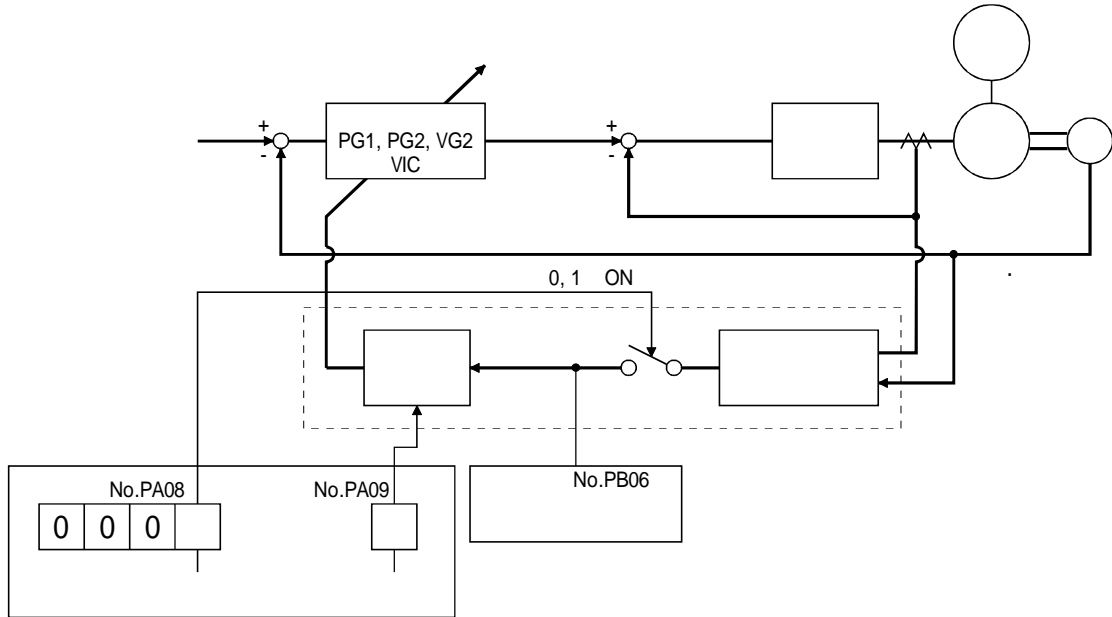 +
-
PG1, PG2, VG2
VIC
+
-
0, 1 ON
No.PA08
No.PA09
No.PB06
0 0 0